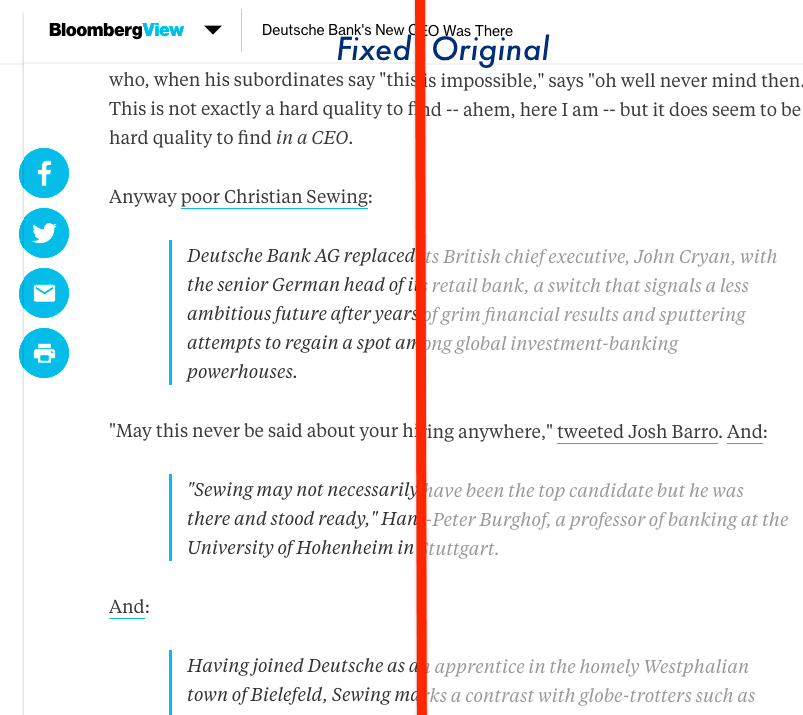 BloombergView Deutsche Bank's New CEO Was There
Fixed Original
who, when his subordinates say "this is impossible," says "oh well never mind then.
This is not exactly a hard quality to find -- ahem, here I am -- but it does seem to be
hard quality to find in a CEO.
Anyway poor Christian Sewing:
Deutsche Bank AG replaced its British chief executive, John Cryan, with
the senior German head of its retail bank, a switch that signals a less
ambitious future after years of grim financial results and sputtering
attempts to regain a spot among global investment-banking
powerhouses.
"May this never be said about your hiring anywhere," tweeted Josh Barro. And:
"Sewing may not necessarily have been the top candidate but he was
there and stood ready," Hans-Peter Burghof, a professor of banking at the
University of Hohenheim in Stuttgart.
And:
Having joined Deutsche as an apprentice in the homely Westphalian
town of Bielefeld, Sewing marks a contrast with globe-trotters such as